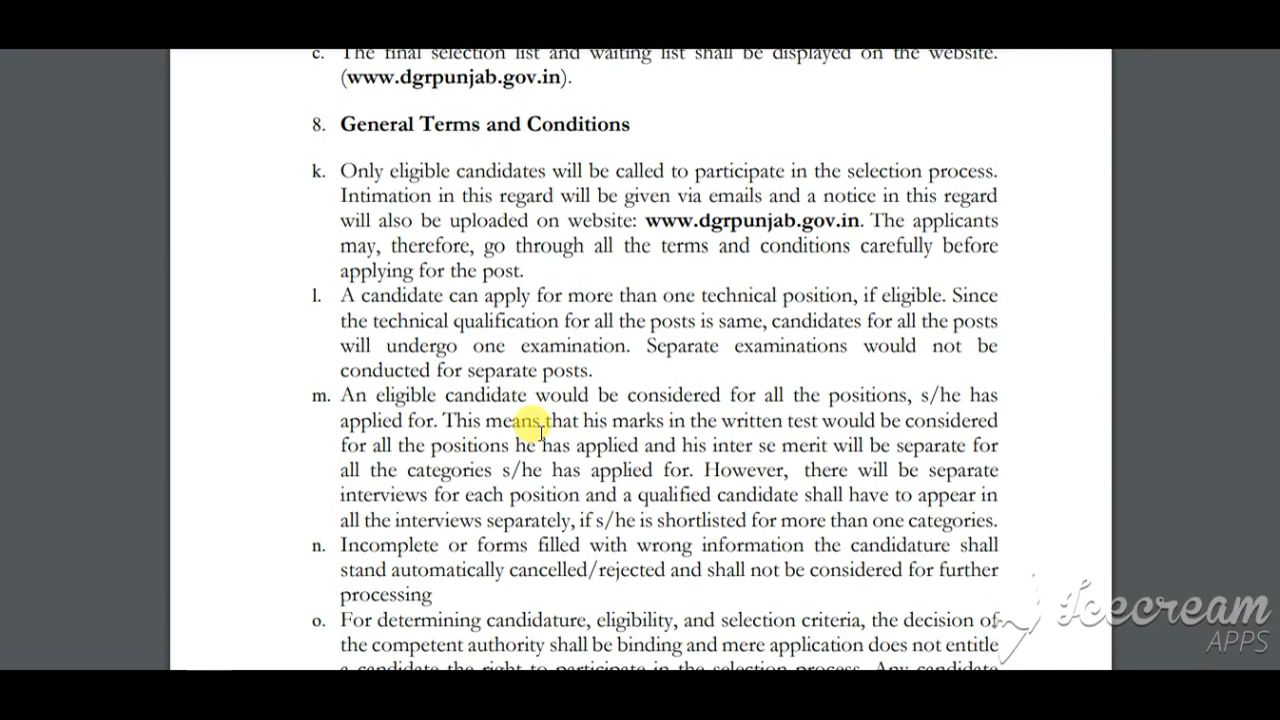 c. The final selection list and waiting list shall be displayed on the website.
(www.dgrpunjab.gov.in).
8. General Terms and Conditions
k. Only eligible candidates will be called to participate in the selection process.
Intimation in this regard will be given via emails and a notice in this regard
will also be uploaded on website: www.dgrpunjab.gov.in. The applicants
may, therefore, go through all the terms and conditions carefully before
applying for the post.
l. A candidate can apply for more than one technical position, if eligible. Since
the technical qualification for all the posts is same, candidates for all the posts
will undergo one examination. Separate examinations would not be
conducted for separate posts.
m. An eligible candidate would be considered for all the positions, s/he has
applied for. This means that his marks in the written test would be considered
for all the positions he has applied and his inter se merit will be separate for
all the categories s/he has applied for. However, there will be separate
interviews for each position and a qualified candidate shall have to appear in
all the interviews separately, if s/he is shortlisted for more than one categories.
n. Incomplete or forms filled with wrong information the candidature shall
stand automatically cancelled/rejected and shall not be considered for further
processing
o. For determining candidature, eligibility, and selection criteria, the decision of
the competent authority shall be binding and mere application does not entitle
a candidate the right to participate in the selection process. Any candidate
Icecream
APPS